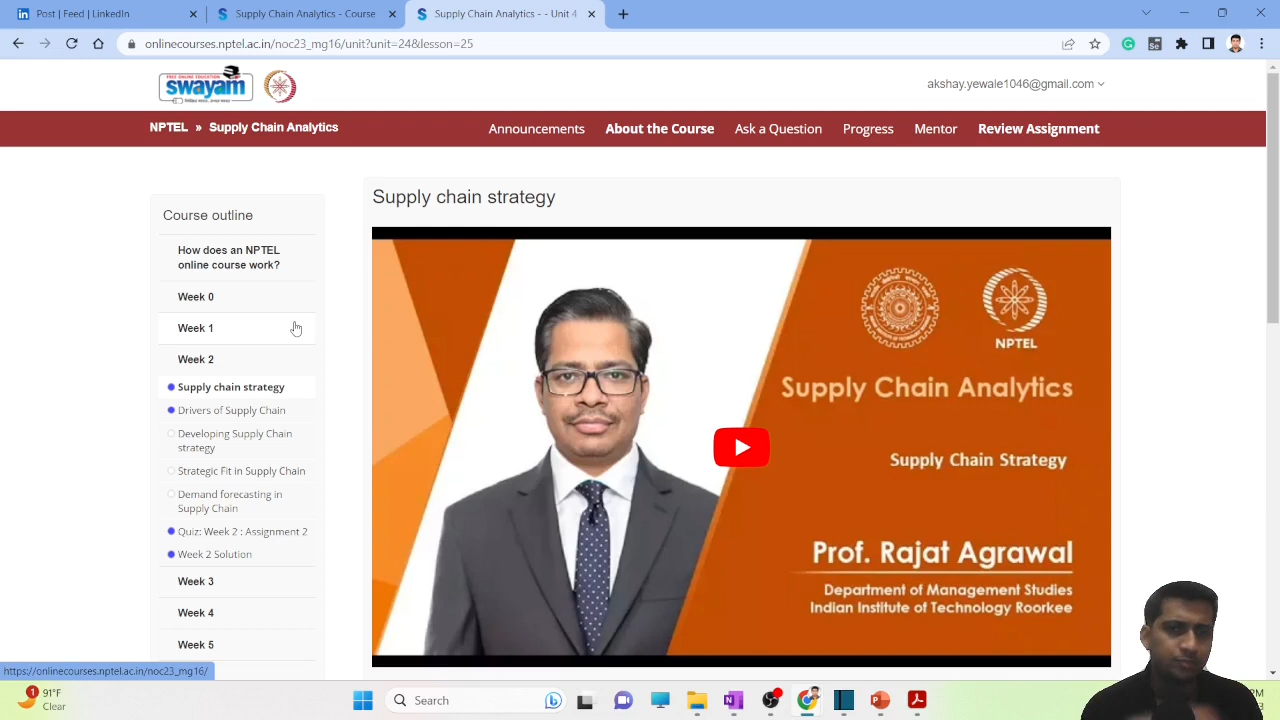 (2) Feed | LinkedIn
Supply Chain Analytics - - Course
Supply Chain Analytics - - Unit 4
onlinecourses.nptel.ac.in/noc23_mg16/unit?unit=24&lesson=25
FREE ONLINE EDUCATION
swayam
akshay.yewale1046@gmail.com
NPTEL » Supply Chain Analytics
Announcements
About the Course
Ask a Question
Progress
Mentor
Review Assignment
Course outline
How does an NPTEL
online course work?
Week 0
Week 1
Week 2
Supply chain strategy
Drivers of Supply Chain
Developing Supply Chain
strategy
Strategic Fit in Supply Chain
Demand forecasting in
Supply Chain
Quiz: Week 2 : Assignment 2
Week 2 Solution
Week 3
Week 4
Week 5
Supply chain strategy
NPTEL
Supply Chain Analytics
Supply Chain Strategy
Prof. Rajat Agrawal
Department of Management Studies
Indian Institute of Technology Roorkee
https://onlinecourses.nptel.ac.in/noc23_mg16/
1
91°F
Clear
Search